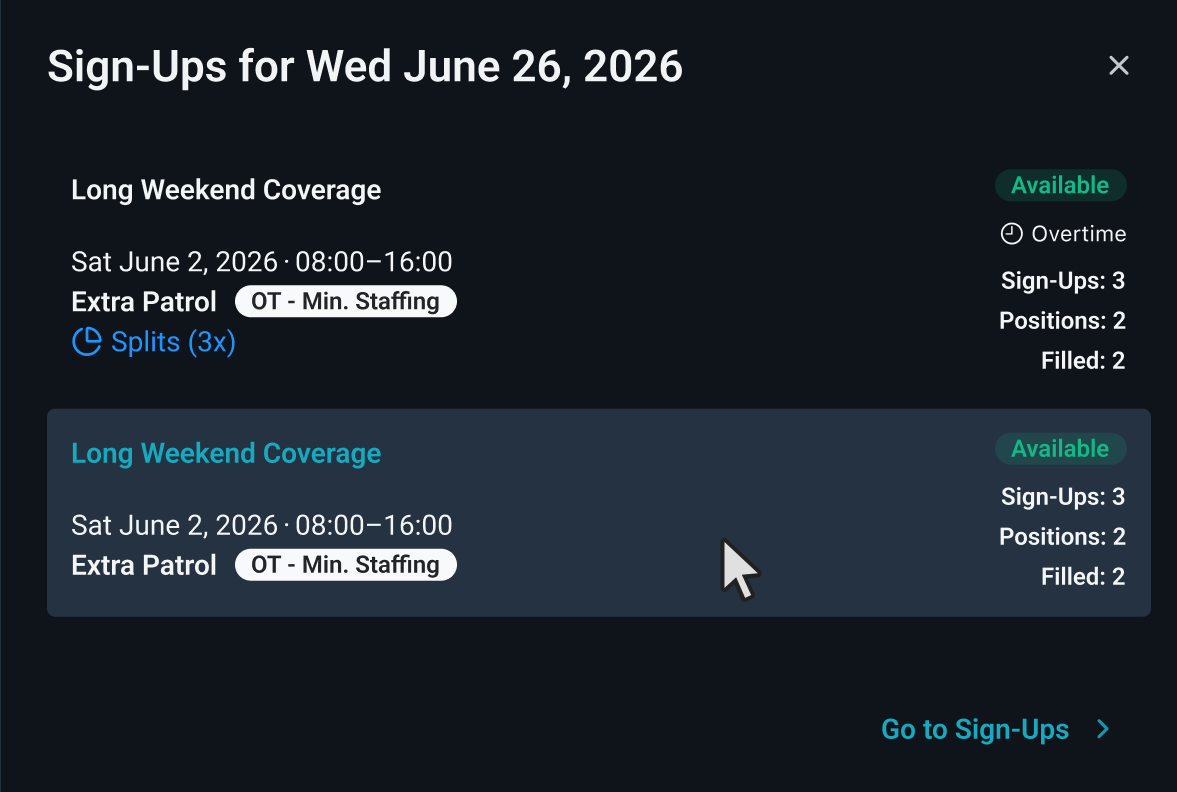 Sign-Ups for Wed June 26, 2026
Long Weekend Coverage
Available
Overtime
Sat June 2, 2026 · 08:00–16:00
Sign-Ups: 3
Extra Patrol OT - Min. Staffing
Positions: 2
Splits (3x)
Filled: 2
Long Weekend Coverage
Available
Sat June 2, 2026 · 08:00–16:00
Sign-Ups: 3
Extra Patrol OT - Min. Staffing
Positions: 2
Filled: 2
Go to Sign-Ups